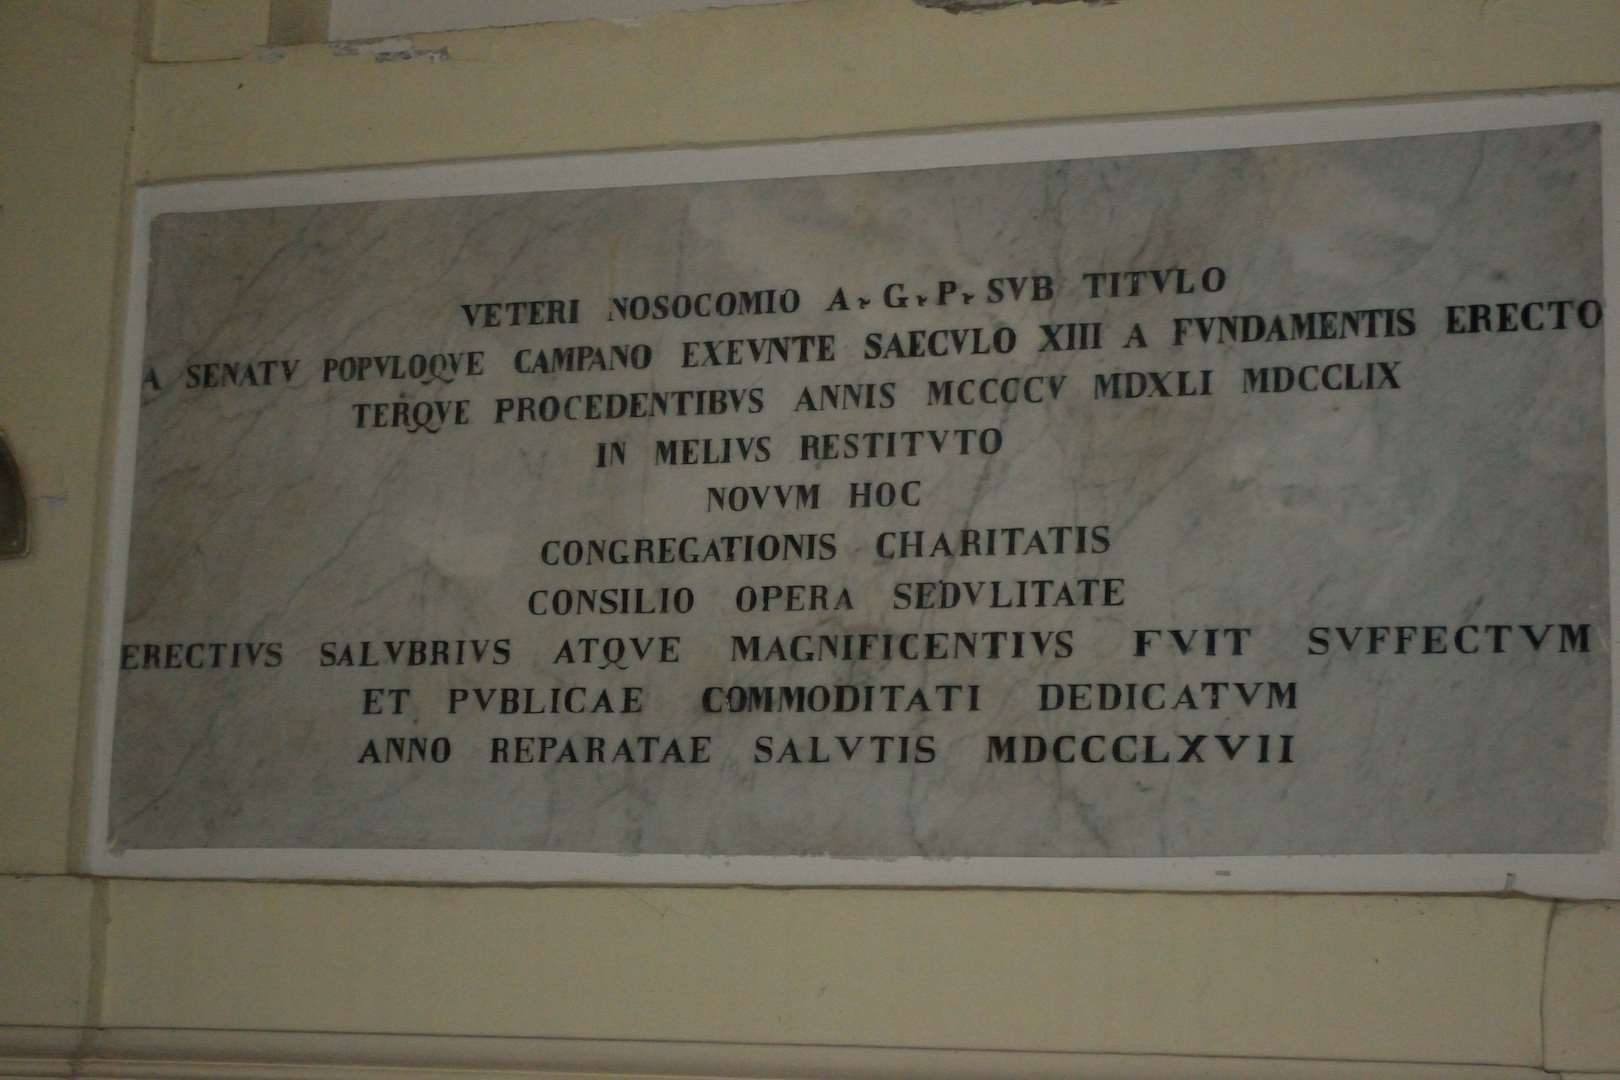 VETERI NOSOCOMIO A. G. P. SVB TITVLO
A SENATV POPVLOQVE CAMPANO EXEVNTE SAECVLO XIII A FVNDAMENTIS ERECTO
TERQVE PROCEDENTIBVS ANNIS MCCCCV MDXLI MDCCLIX
IN MELIVS RESTITVTO
NOVVM HOC
CONGREGATIONIS CHARITATIS
CONSILIO OPERA SEDVLITATE
ERECTIVS SALVBRIVS ATQVE MAGNIFICENTIVS FVIT SVFFECTVM
ET PVBLICAE COMMODITATI DEDICATVM
ANNO REPARATAE SALVTIS MDCCCLXVII